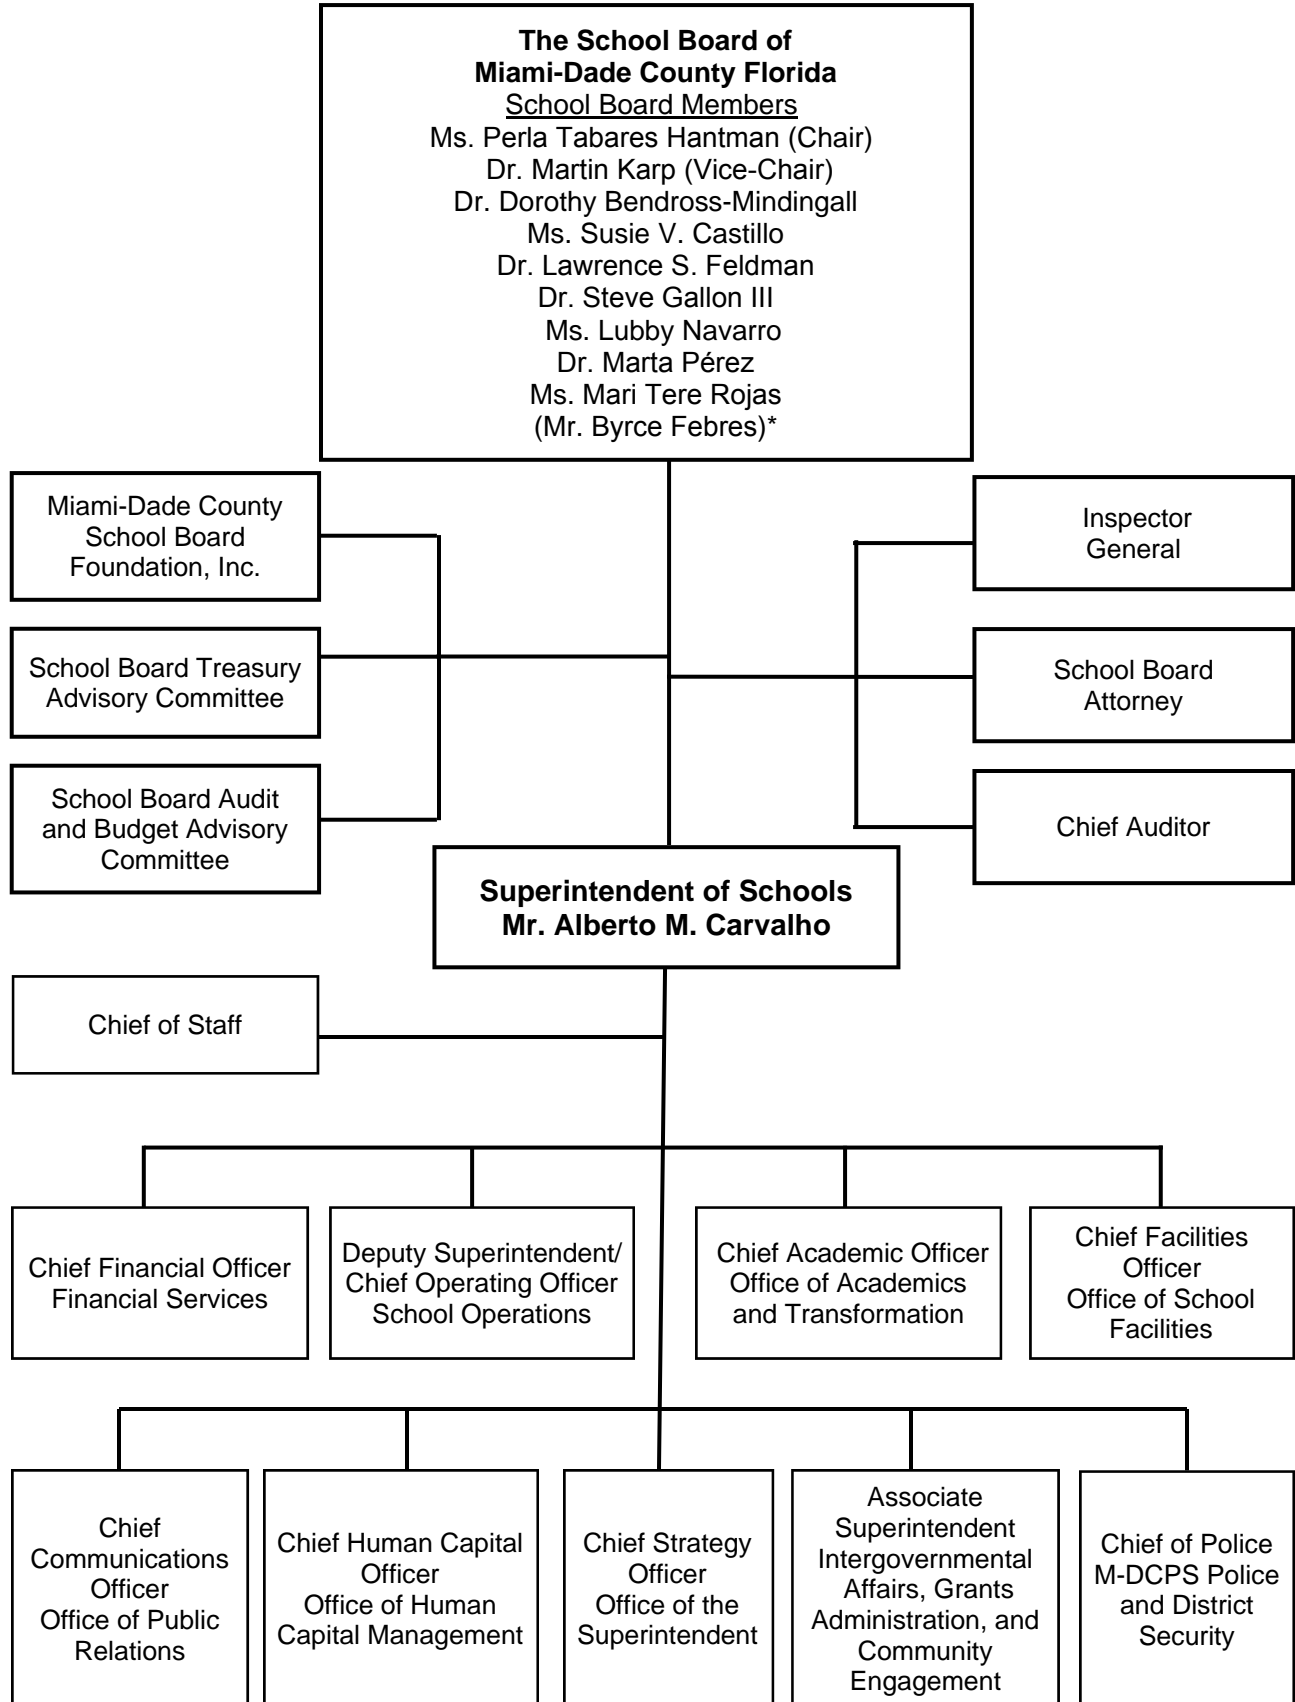 The School Board of
Miami-Dade County Florida
School Board Members
Ms. Perla Tabares Hantman (Chair)
Dr. Martin Karp (Vice-Chair)
Dr. Dorothy Bendross-Mindingall
Ms. Susie V. Castillo
Dr. Lawrence S. Feldman
Dr. Steve Gallon III
Ms. Lubby Navarro
Dr. Marta Pérez
Ms. Mari Tere Rojas
(Mr. Byrce Febres)*
Miami-Dade County
School Board
Foundation, Inc.
Inspector
General
School Board Treasury
Advisory Committee
School Board
Attorney
School Board Audit
and Budget Advisory
Committee
Chief Auditor
Superintendent of Schools
Mr. Alberto M. Carvalho
Chief of Staff
Chief Financial Officer
Financial Services
Deputy Superintendent/
Chief Operating Officer
School Operations
Chief Academic Officer
Office of Academics
and Transformation
Chief Facilities
Officer
Office of School
Facilities
Chief
Communications
Officer
Office of Public
Relations
Chief Human Capital
Officer
Office of Human
Capital Management
Chief Strategy
Officer
Office of the
Superintendent
Associate
Superintendent
Intergovernmental
Affairs, Grants
Administration, and
Community
Engagement
Chief of Police
M-DCPS Police
and District
Security